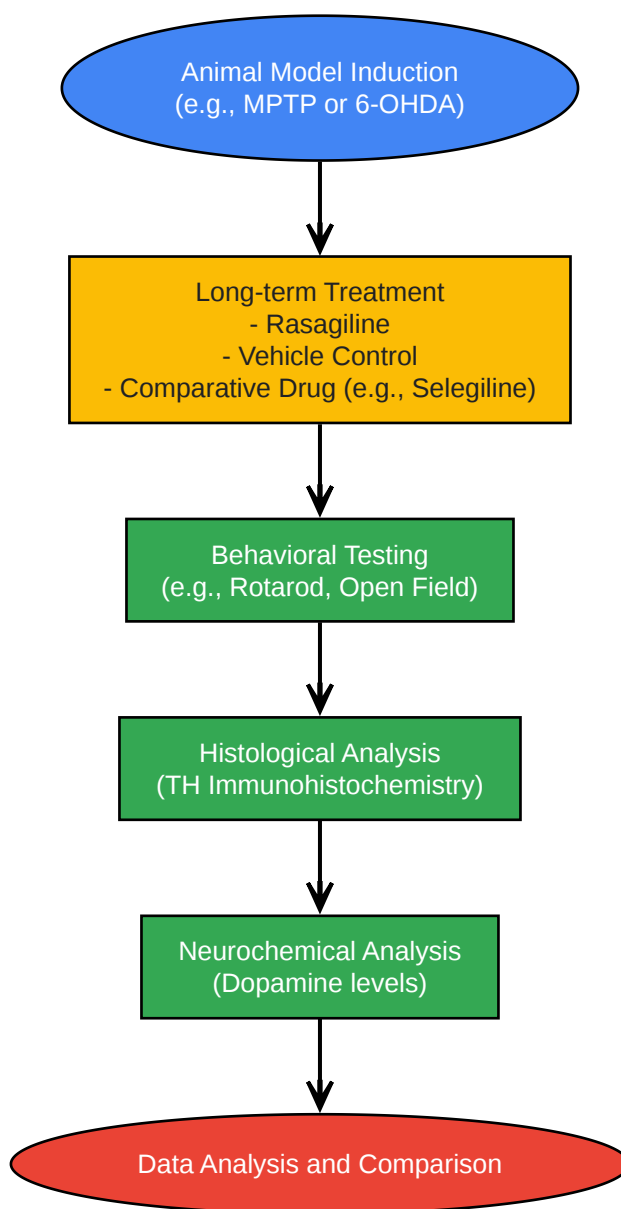 Animal Model Induction
(e.g., MPTP or 6-OHDA)
Long-term Treatment
- Rasagiline
- Vehicle Control
- Comparative Drug (e.g., Selegiline)
Behavioral Testing
(e.g., Rotarod, Open Field)
Histological Analysis
(TH Immunohistochemistry)
Neurochemical Analysis
(Dopamine levels)
Data Analysis and Comparison